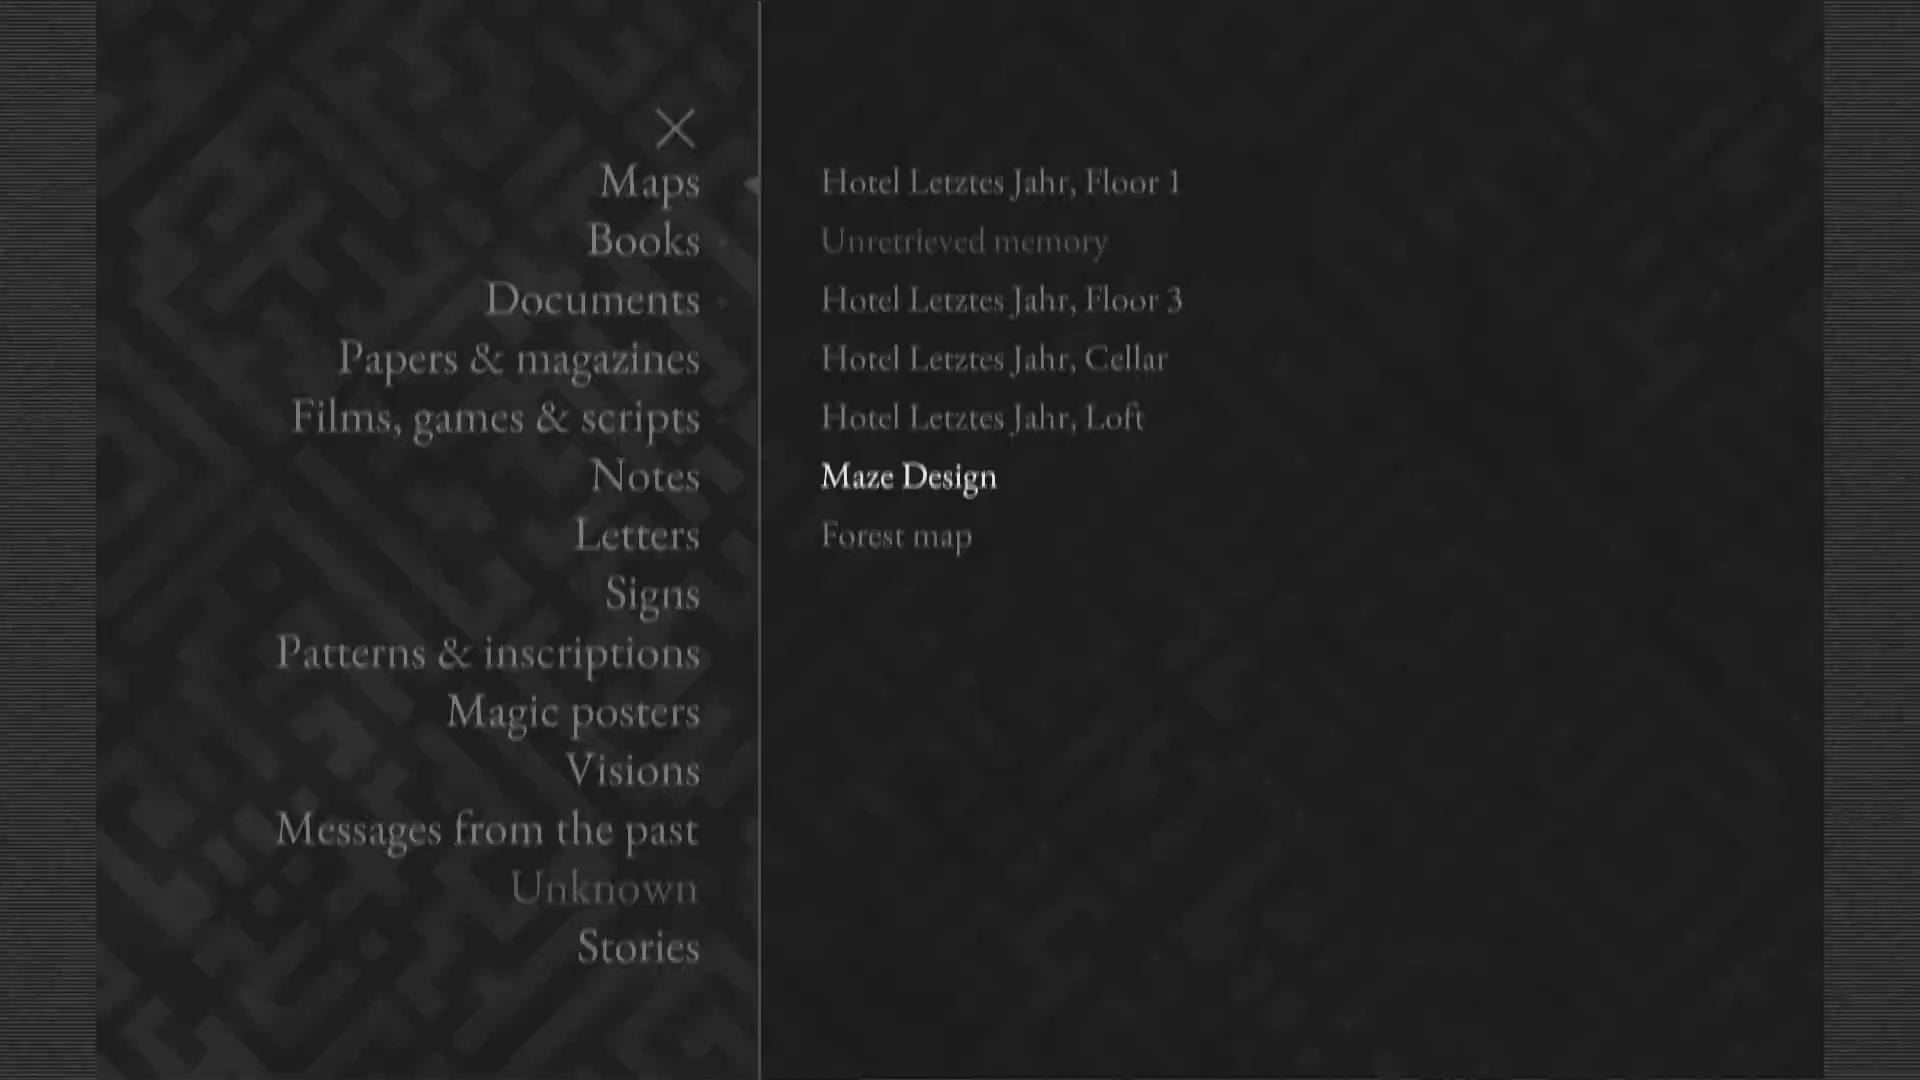 Maps
Books
Documents
Papers & magazines
Films, games & scripts
Notes
Letters
Signs
Patterns & inscriptions
Magic posters
Visions
Messages from the past
Unknown
Stories
Hotel Letztes Jahr, Floor 1
Unretrieved memory
Hotel Letztes Jahr, Floor 3
Hotel Letztes Jahr, Cellar
Hotel Letztes Jahr, Loft
Maze Design
Forest map